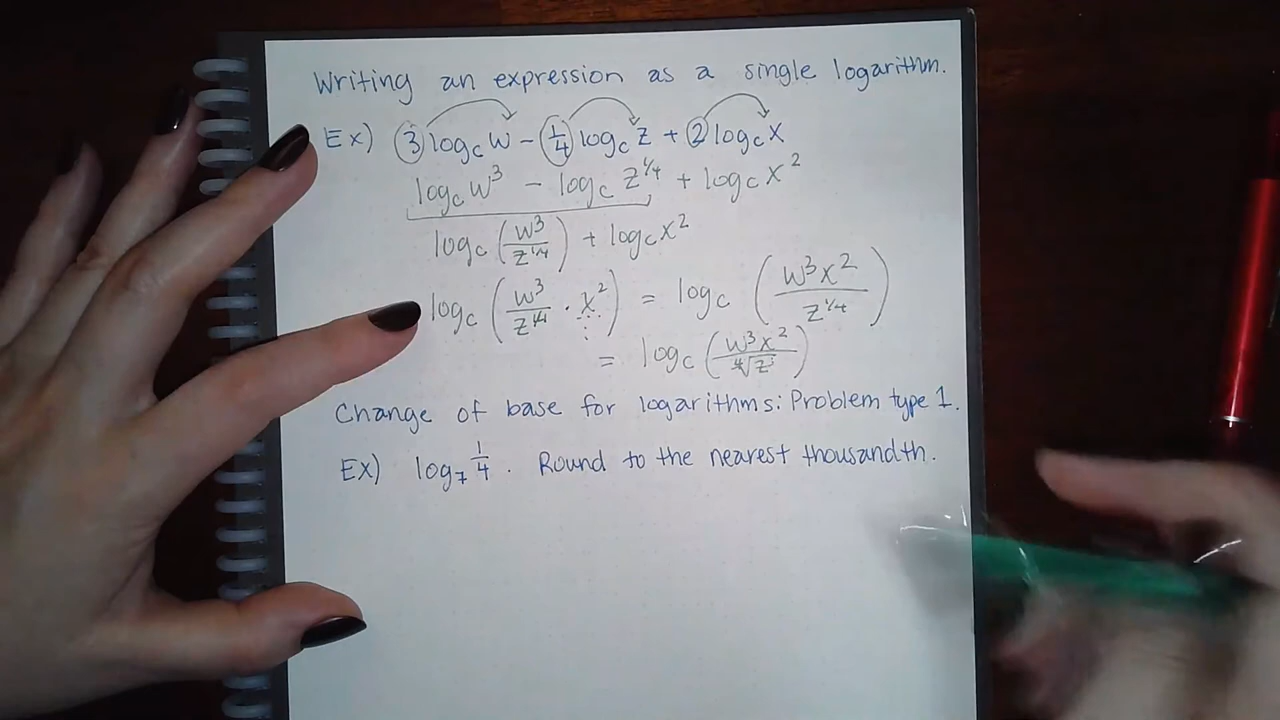 Writing an expression as a single logarithm.
Ex) 3 log_c w − 1/4 log_c z + 2 log_c x
log_c w^3 − log_c z^1/4 + log_c x^2
log_c (w^3/z^1/4) + log_c x^2
log_c (w^3/z^1/4 · x^2) = log_c (w^3x^2/z^1/4)
= log_c (w^3x^2/∜z)
Change of base for logarithms: Problem type 1.
EX) log_7 1/4 . Round to the nearest thousandth.